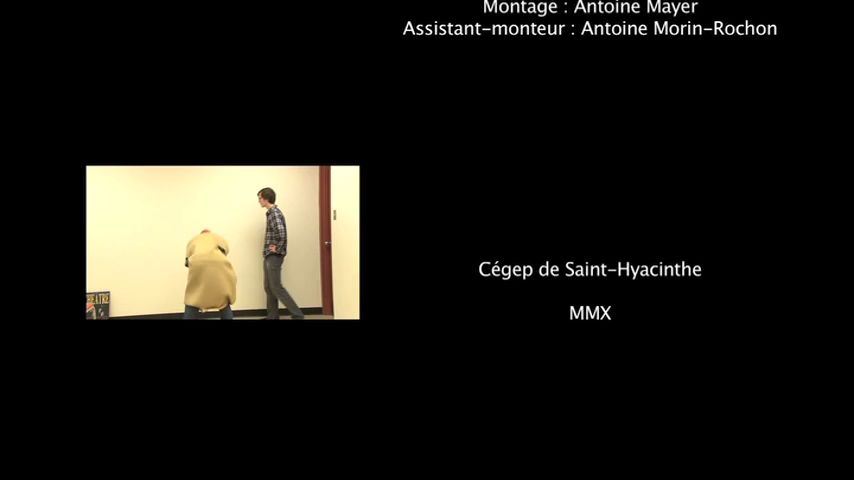 Montage : Antoine Mayer
Assistant-monteur : Antoine Morin-Rochon
Cégep de Saint-Hyacinthe
MMX